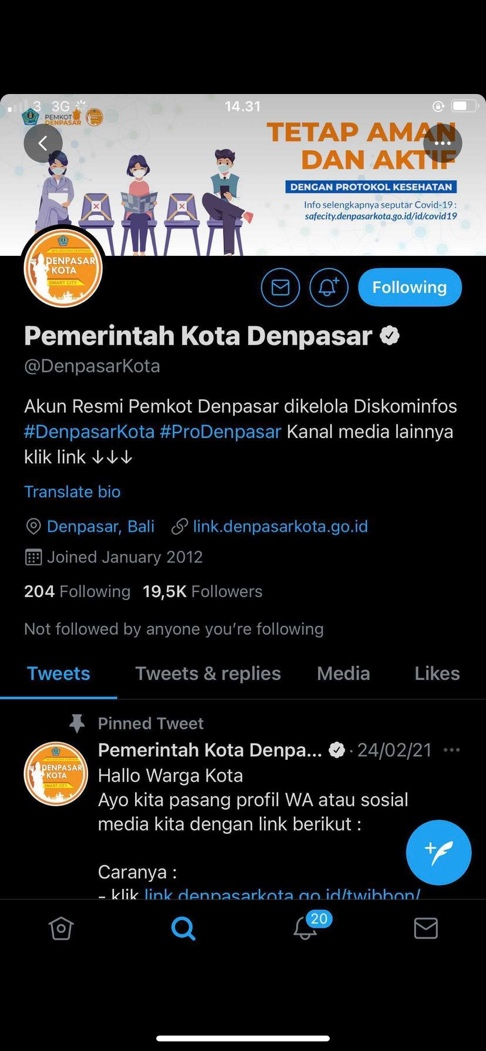 3 3G 14.31
PEMKOT
DENPASAR
TETAP AMAN
DAN AKTIF
DENGAN PROTOKOL KESEHATAN
Info selengkapnya seputar Covid-19 :
safecity.denpasarkota.go.id/id/covid19
DENPASAR
KOTA
SMART CITY
Following
Pemerintah Kota Denpasar
@DenpasarKota
Akun Resmi Pemkot Denpasar dikelola Diskominfos
#DenpasarKota #ProDenpasar Kanal media lainnya
klik link ↓↓↓
Translate bio
Denpasar, Bali link.denpasarkota.go.id
Joined January 2012
204 Following 19,5K Followers
Not followed by anyone you’re following
Tweets Tweets & replies Media Likes
Pinned Tweet
Pemerintah Kota Denpa... · 24/02/21
DENPASAR
KOTA
Hallo Warga Kota
Ayo kita pasang profil WA atau sosial
media kita dengan link berikut :
Caranya :
- klik link.denpasarkota.go.id/twibbon/
20